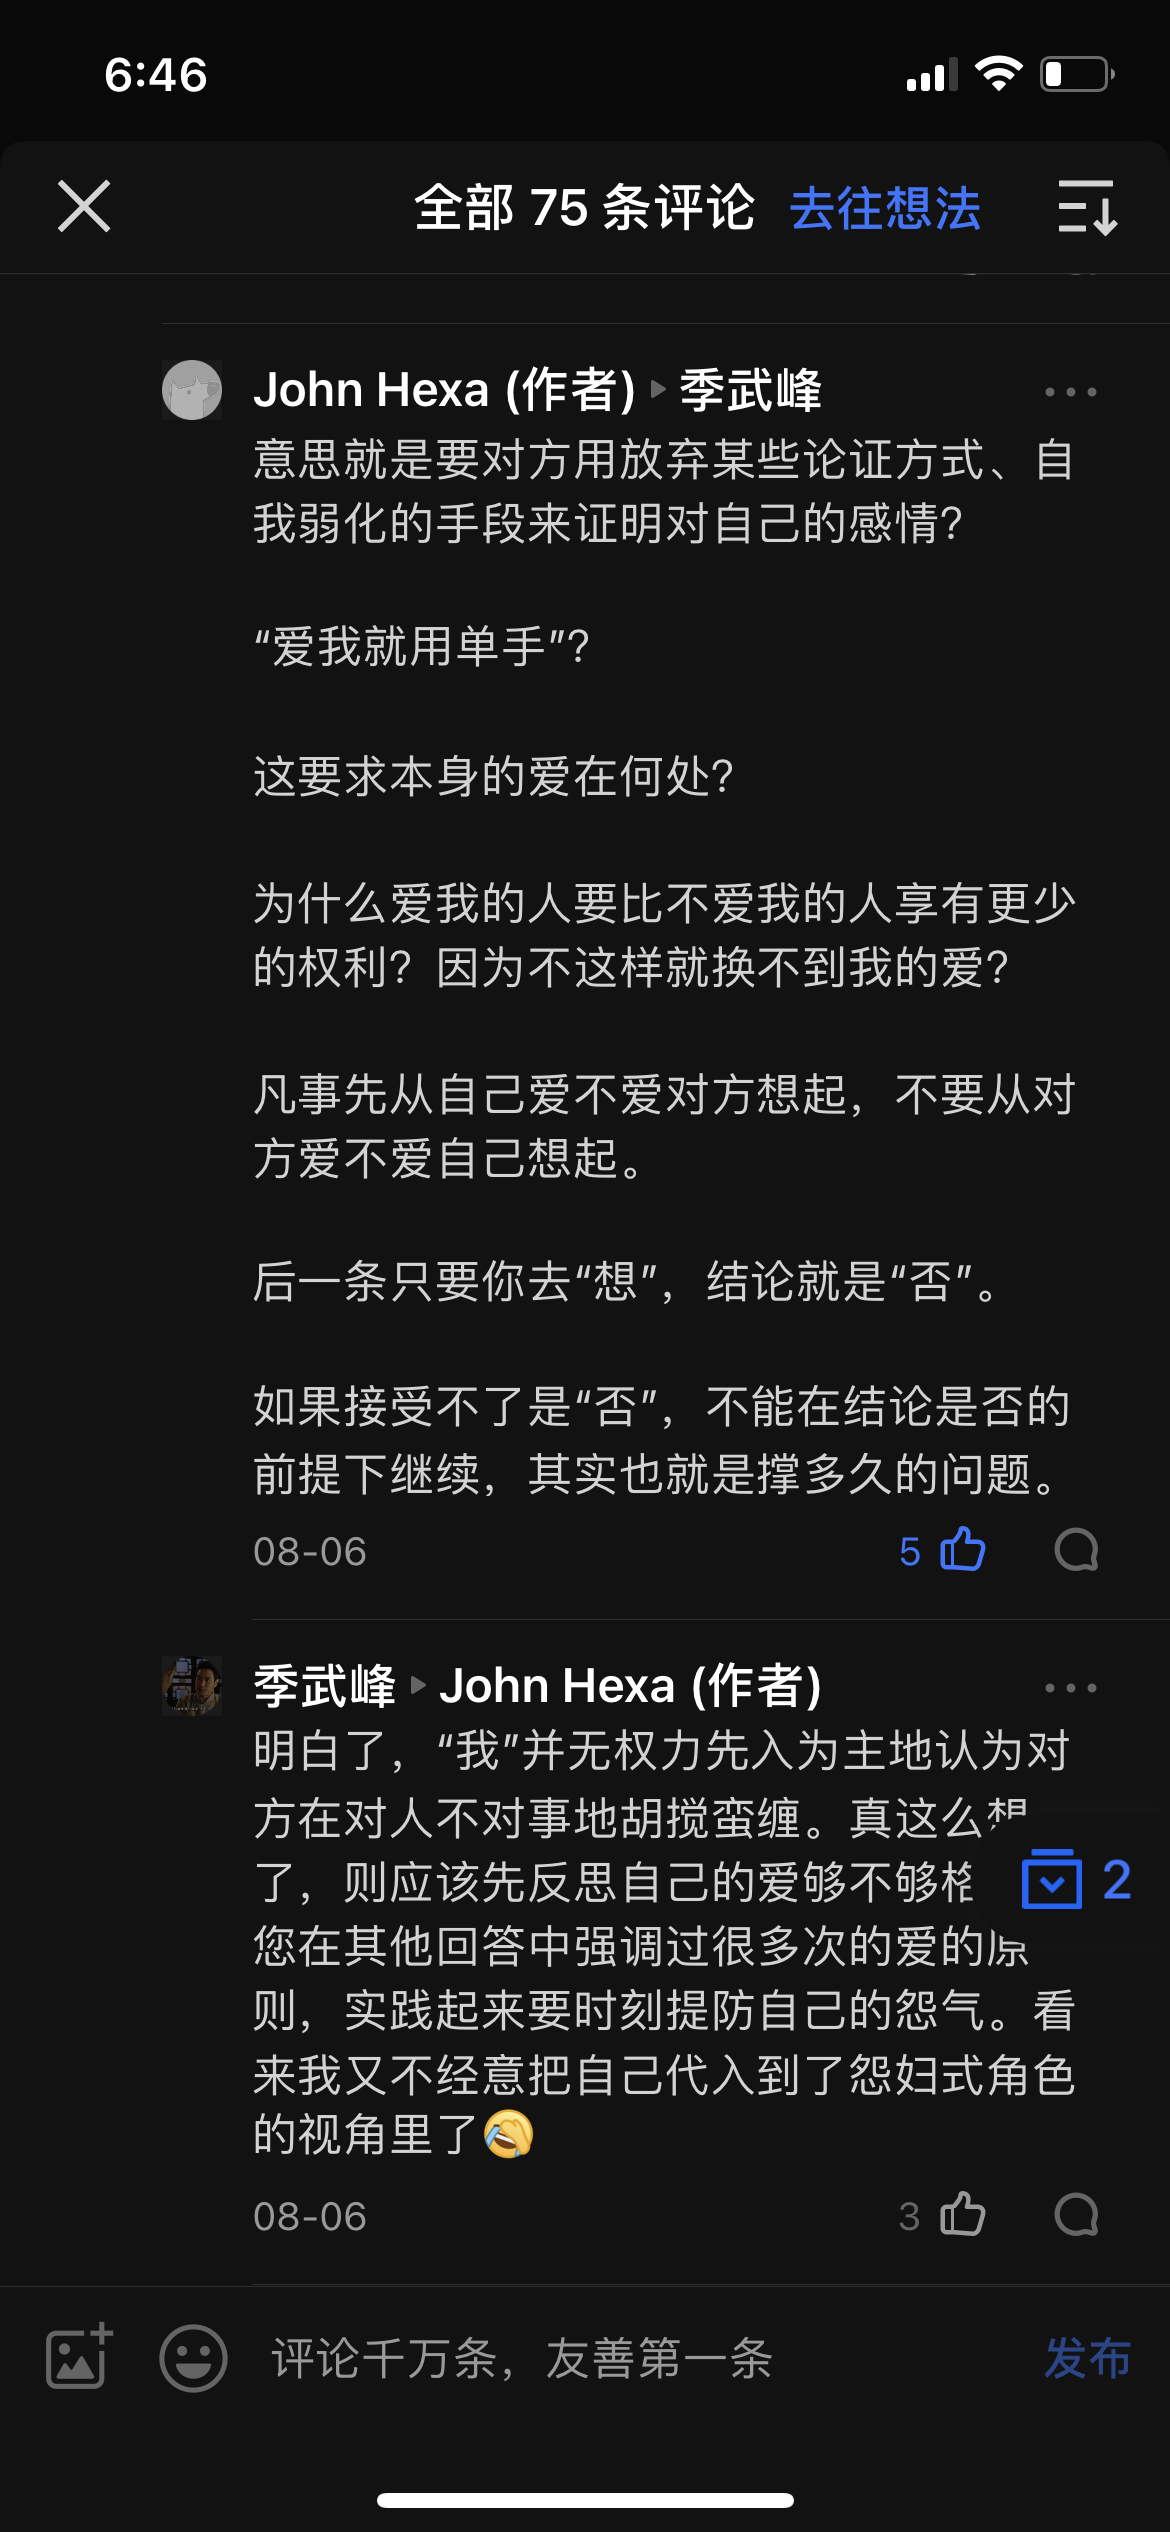 6:46
全部 75 条评论 去往想法
John Hexa (作者) 季武峰
意思就是要对方用放弃某些论证方式、自
我弱化的手段来证明对自己的感情?
“爱我就用单手”?
这要求本身的爱在何处?
为什么爱我的人要比不爱我的人享有更少
的权利? 因为不这样就换不到我的爱?
凡事先从自己爱不爱对方想起，不要从对
方爱不爱自己想起。
后一条只要你去“想”，结论就是“否”。
如果接受不了是“否”，不能在结论是否的
前提下继续，其实也就是撑多久的问题。
08-06 5
季武峰 John Hexa (作者)
明白了，“我”并无权力先入为主地认为对
方在对人不对事地胡搅蛮缠。真这么想
了，则应该先反思自己的爱够不够格
您在其他回答中强调过很多次的爱的原
则，实践起来要时刻提防自己的怨气。看
来我又不经意把自己代入到了怨妇式角色
的视角里了🤣
2
08-06 3
评论千万条，友善第一条 发布